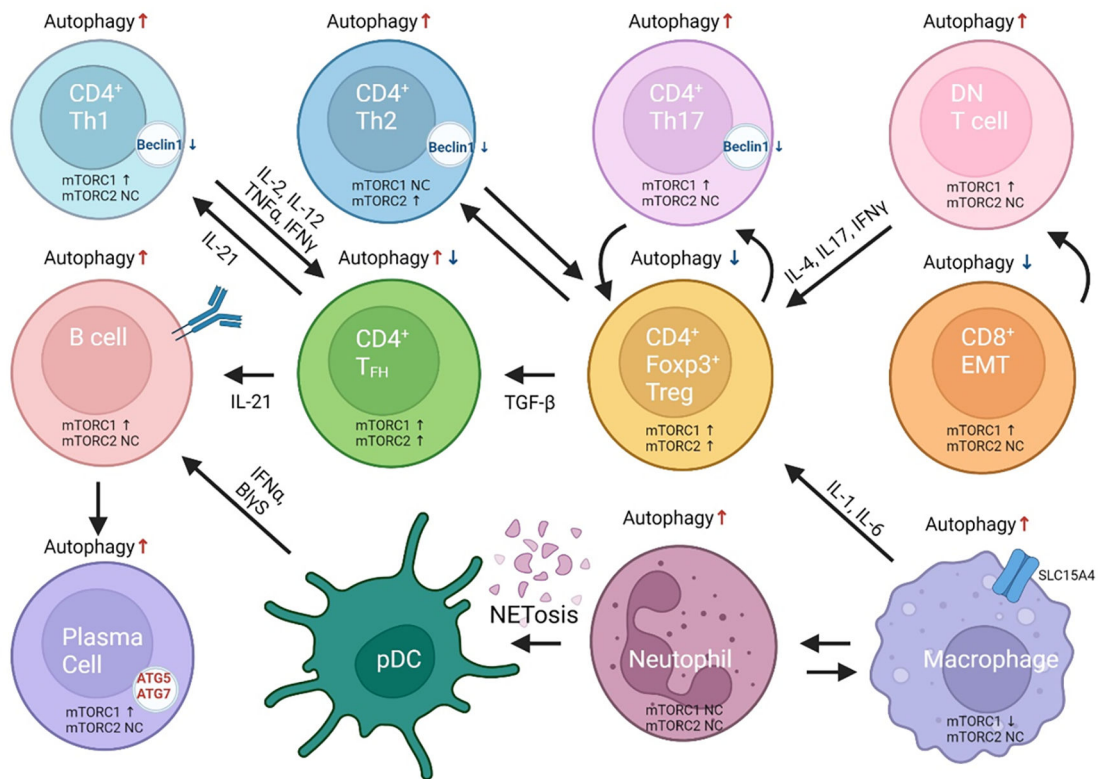 Autophagy↑
CD4⁺
Th1
Beclin1↓
mTORC1 ↑
mTORC2 NC
Autophagy↑
CD4⁺
Th2
Beclin1↓
mTORC1 NC
mTORC2 ↑
Autophagy↑
CD4⁺
Th17
Beclin1↓
mTORC1 ↑
mTORC2 NC
Autophagy↑
DN
T cell
mTORC1 ↑
mTORC2 NC
IL-2, IL-12
TNFα, IFNγ
IL-21
IL-4, IL17, IFNγ
Autophagy↑
B cell
mTORC1 ↑
mTORC2 NC
IL-21
Autophagy↑↓
CD4⁺
TFH
mTORC1 ↑
mTORC2 ↑
TGF-β
Autophagy ↓
CD4⁺
Foxp3⁺
Treg
mTORC1 ↑
mTORC2 ↑
Autophagy ↓
CD8⁺
EMT
mTORC1 ↑
mTORC2 NC
IFNα,
BlyS
IL-1, IL-6
Autophagy↑
Plasma
Cell
ATG5
ATG7
mTORC1 ↑
mTORC2 NC
pDC
NETosis
Autophagy↑
Neutophil
mTORC1 NC
mTORC2 NC
Autophagy↑
SLC15A4
Macrophage
mTORC1 ↓
mTORC2 NC